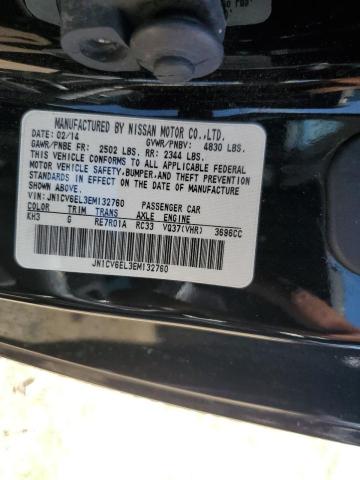 MANUFACTURED BY NISSAN MOTOR CO.,LTD.
DATE: 02/14 GVWR/PNBV: 4830 LBS.
GAWR/PNBE FR: 2502 LBS. RR: 2344 LBS.
THIS VEHICLE CONFORMS TO ALL APPLICABLE FEDERAL
MOTOR VEHICLE SAFETY,BUMPER,AND THEFT PREVENTION
STANDARDS IN EFFECT ON THE DATE OF MANUFACTURE
SHOWN ABOVE.
VIN: JN1CV6EL3EM132760 PASSENGER CAR
COLOR TRIM TRANS AXLE ENGINE
KH3 G RE7R01A RC33 VQ37(VHR) 3696CC
JN1CV6EL3EM132760